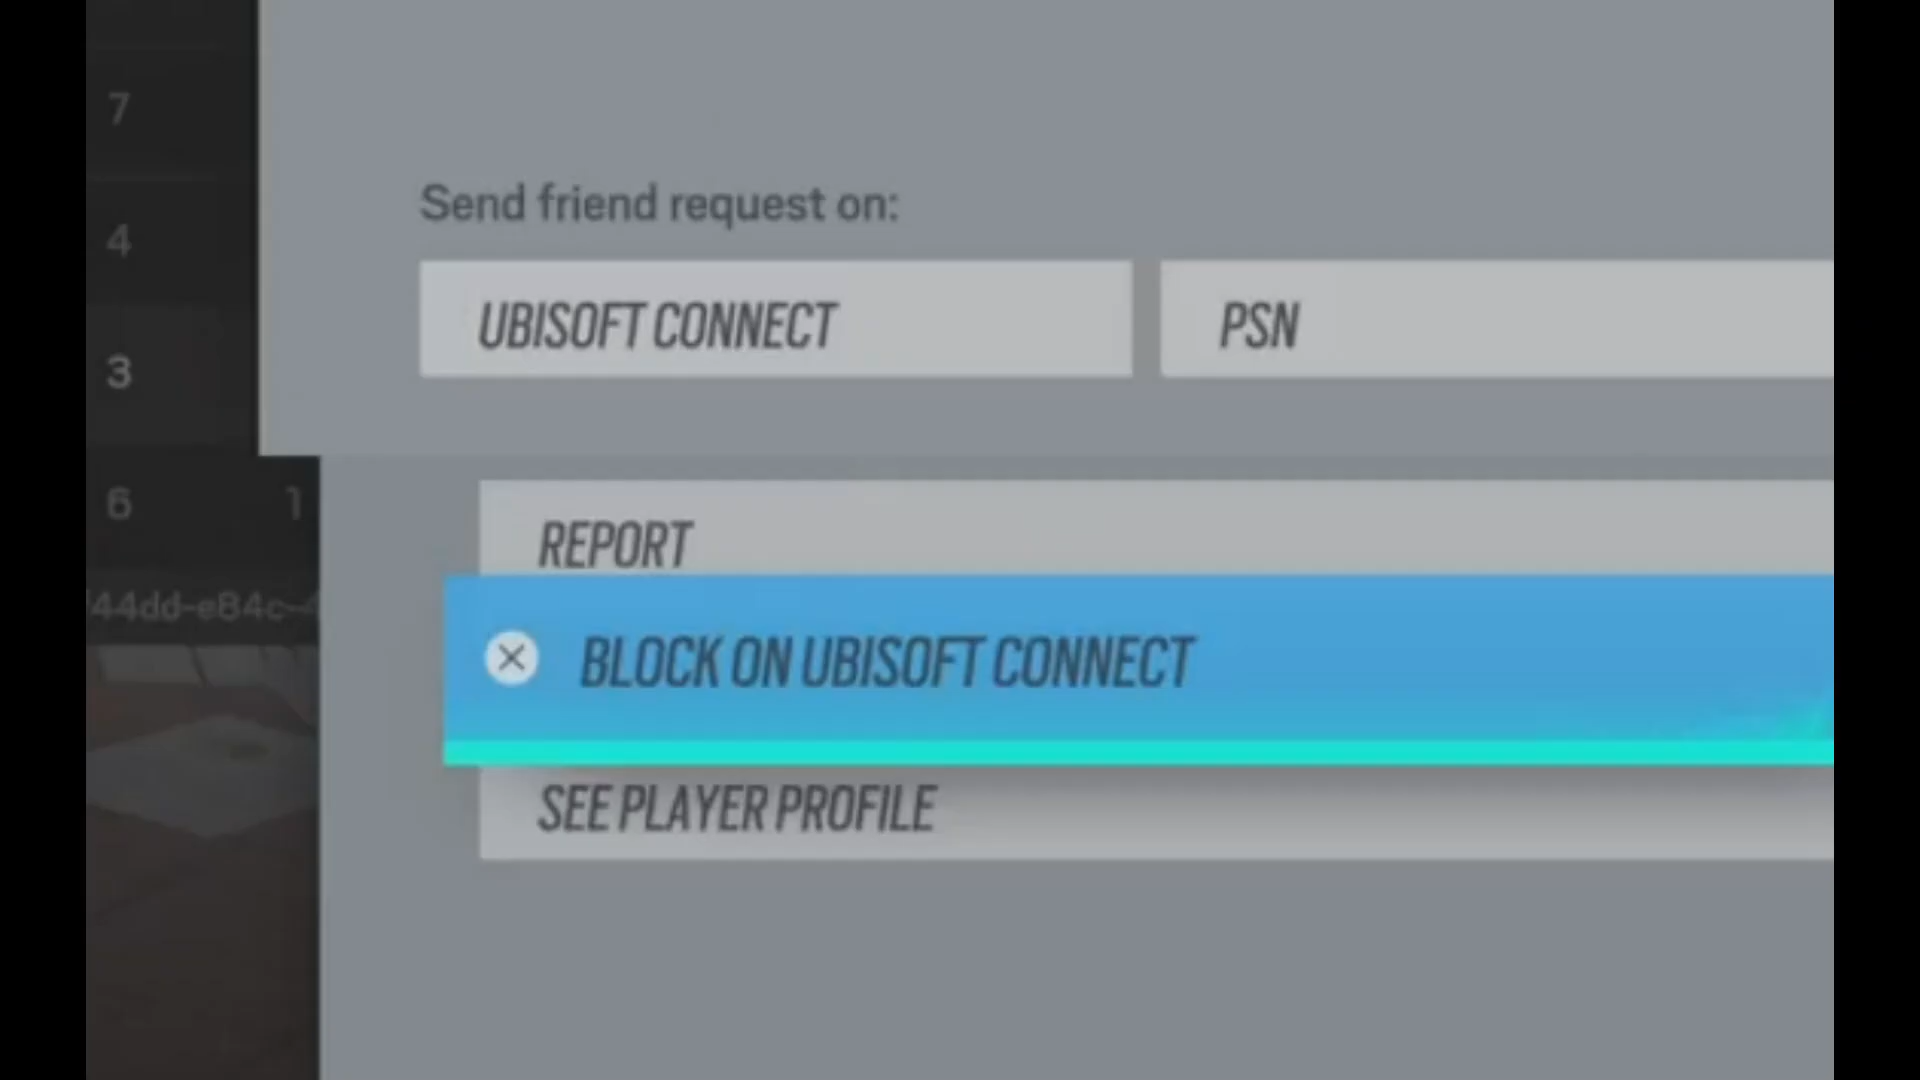 7
4
3
6 1
44dd-e84c-4
Send friend request on:
UBISOFT CONNECT PSN
REPORT
BLOCK ON UBISOFT CONNECT
SEE PLAYER PROFILE